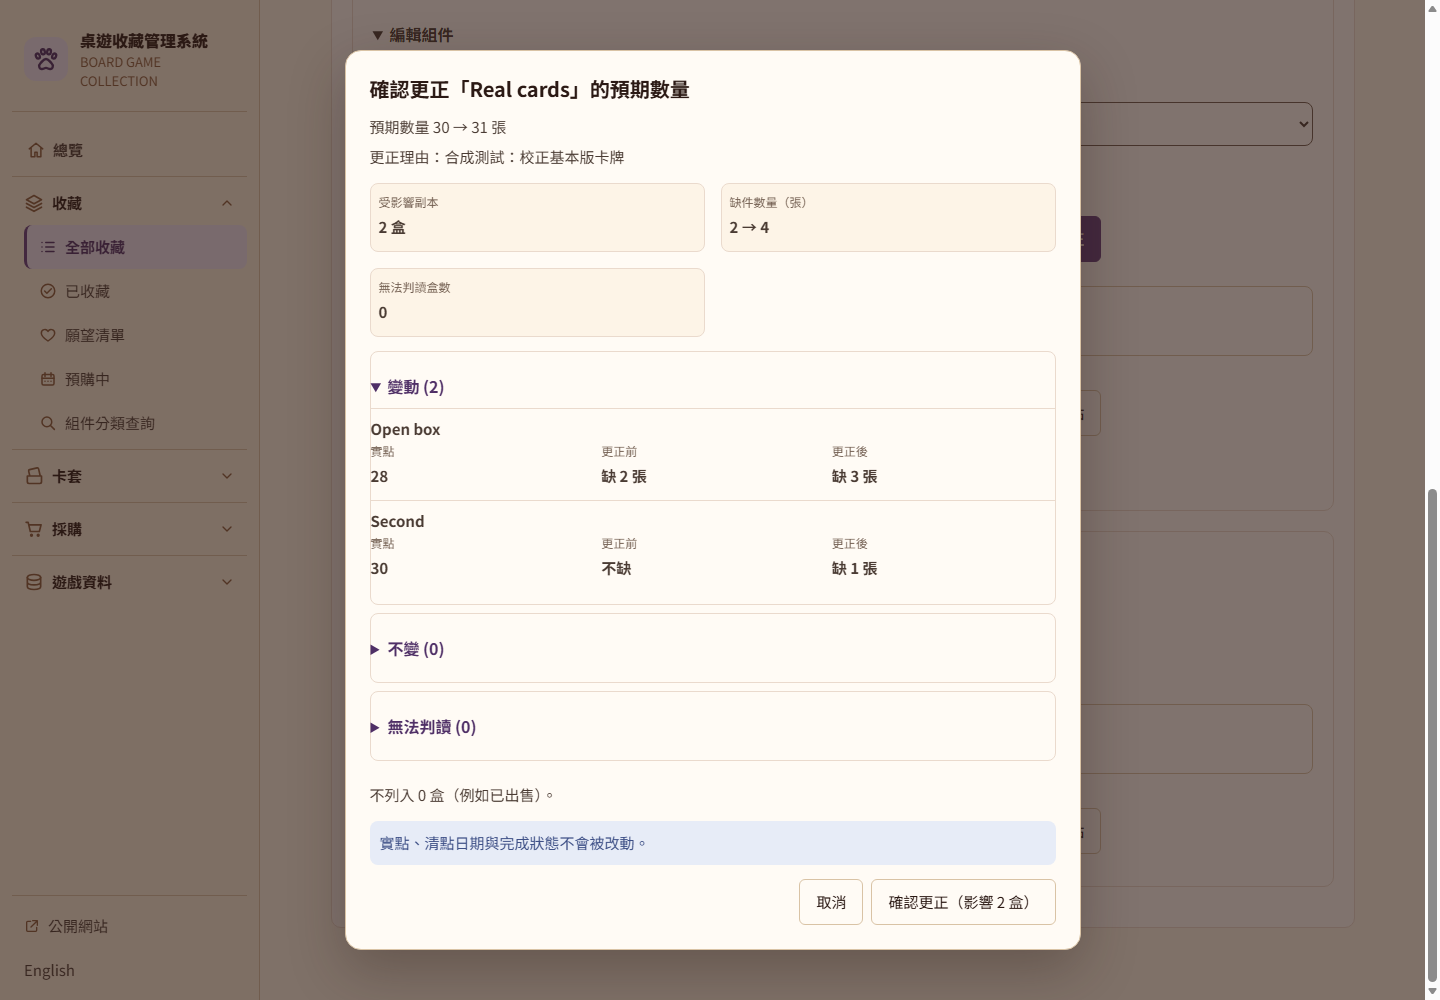 桌遊收藏管理系統
BOARD GAME
COLLECTION
總覽
收藏
全部收藏
已收藏
願望清單
預購中
組件分類查詢
卡套
採購
遊戲資料
公開網站
English
▼ 編輯組件
確認更正「Real cards」的預期數量
預期數量 30 → 31 張
更正理由：合成測試：校正基本版卡牌
受影響副本
2 盒
缺件數量（張）
2 → 4
無法判讀盒數
0
▼ 變動 (2)
Open box
實點 更正前 更正後
28 缺 2 張 缺 3 張
Second
實點 更正前 更正後
30 不缺 缺 1 張
▶ 不變 (0)
▶ 無法判讀 (0)
不列入 0 盒（例如已出售）。
實點、清點日期與完成狀態不會被改動。
取消
確認更正（影響 2 盒）